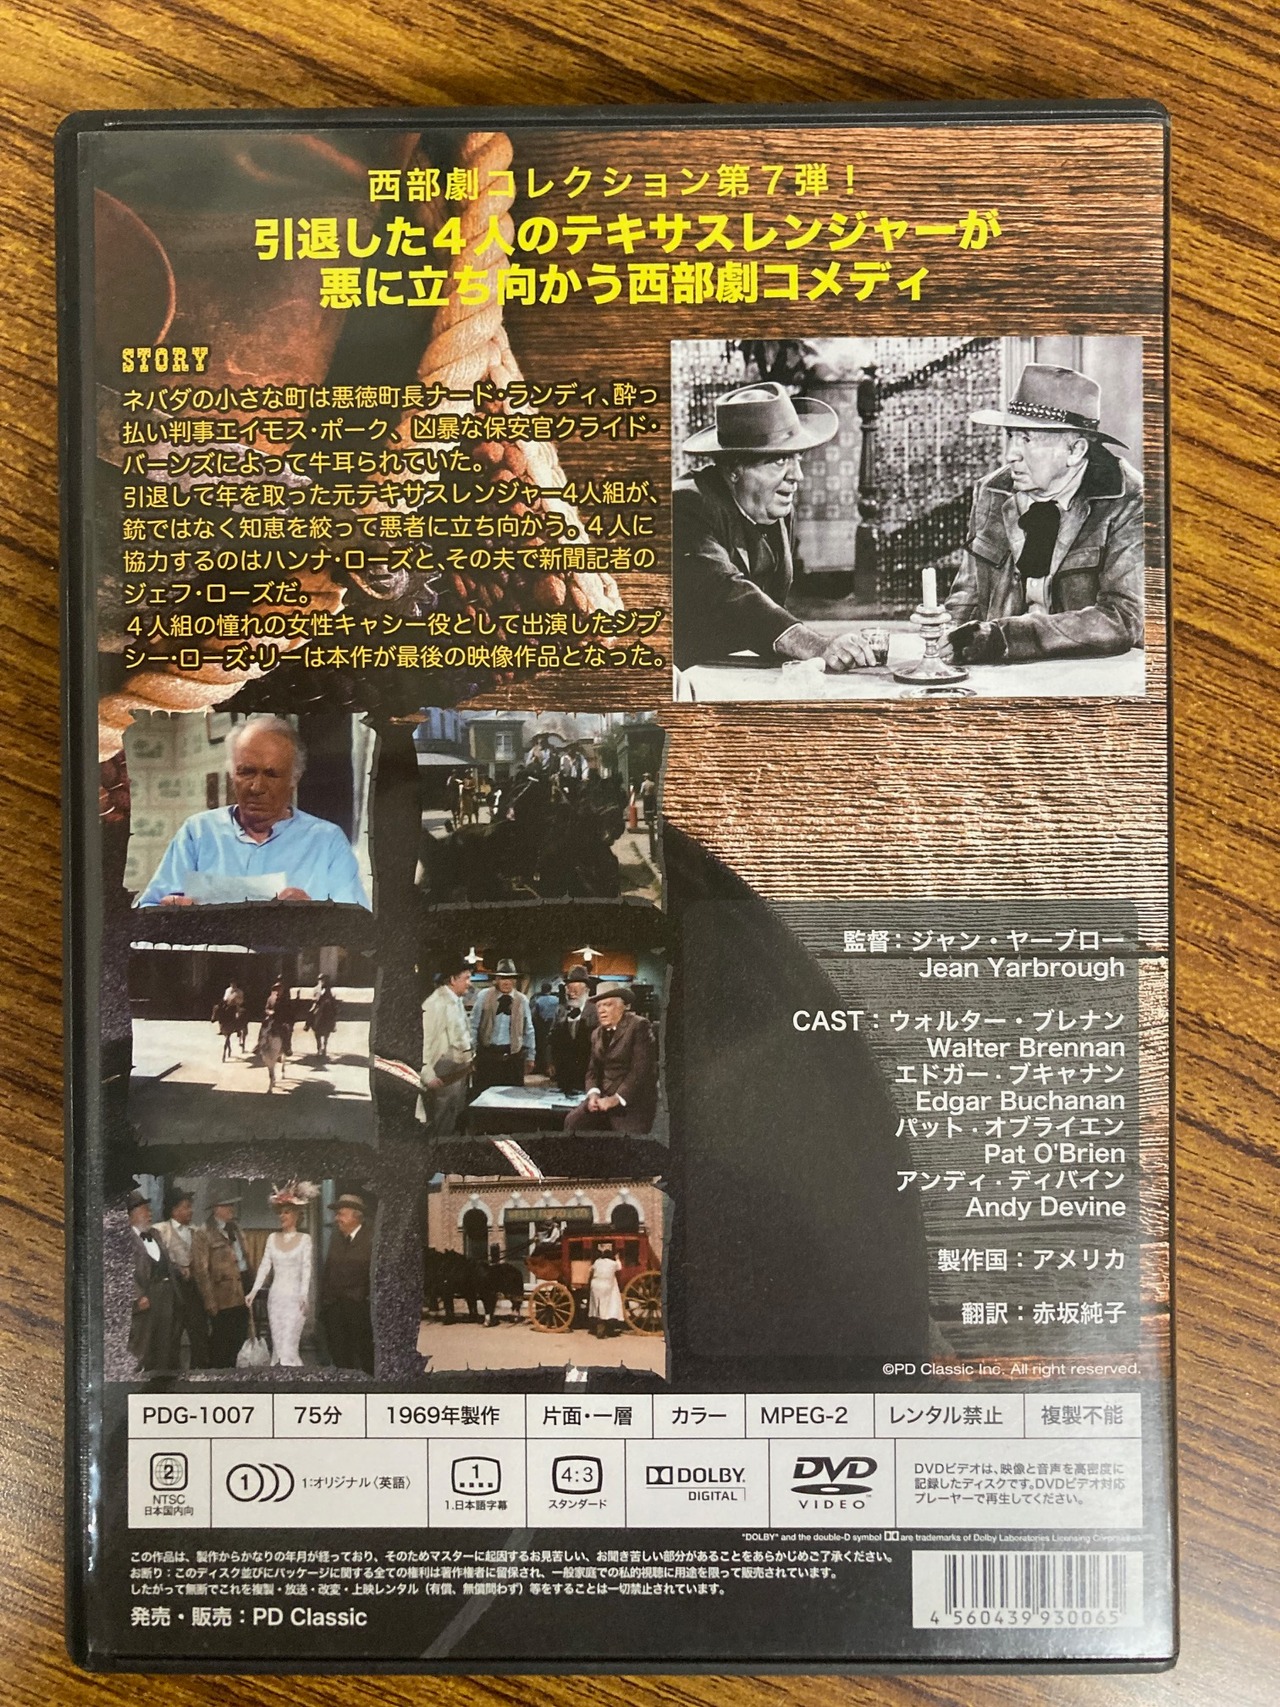 西部劇コレクション第7弾！
引退した4人のテキサスレンジャーが
悪に立ち向かう西部劇コメディ
STORY
ネバダの小さな町は悪徳町長ナード・ランディ、酔っ
払い判事エイモス・ポーク、凶暴な保安官クライド・
バーンズによって牛耳られていた。
引退して年を取った元テキサスレンジャー4人組が、
銃ではなく知恵を絞って悪者に立ち向かう。4人に
協力するのはハンナ・ローズと、その夫で新聞記者の
ジェフ・ローズだ。
4人組の憧れの女性キャシー役として出演したジプ
シー・ローズ・リーは本作が最後の映像作品となった。
監督：ジャン・ヤーブロー
Jean Yarbrough
CAST：ウォルター・ブレナン
Walter Brennan
エドガー・ブキャナン
Edgar Buchanan
パット・オブライエン
Pat O'Brien
アンディ・ディバイン
Andy Devine
製作国：アメリカ
翻訳：赤坂純子
©PD Classic Inc. All right reserved.
PDG-1007 75分 1969年製作 片面・一層 カラー MPEG-2 レンタル禁止 複製不能
2 NTSC 日本国内向
1 1:オリジナル〈英語〉
1 1.日本語字幕
4:3 スタンダード
DOLBY DIGITAL
DVD VIDEO
DVDビデオは、映像と音声を高密度に
記録したディスクです。DVDビデオ対応
プレーヤーで再生してください。
"DOLBY" and the double-D symbol are trademarks of Dolby Laboratories Licensing Corporation
この作品は、製作からかなりの年月が経っており、そのためマスターに起因するお見苦しい、お聞き苦しい部分があることをあらかじめご了承ください。
お断り：このディスク並びにパッケージに関する全ての権利は著作権者に留保され、一般家庭での私的視聴に用途を限って販売されています。
したがって無断でこれを複製・放送・改変・上映レンタル（有償、無償問わず）等をすることは一切禁止されています。
発売・販売：PD Classic
4 560439 930065